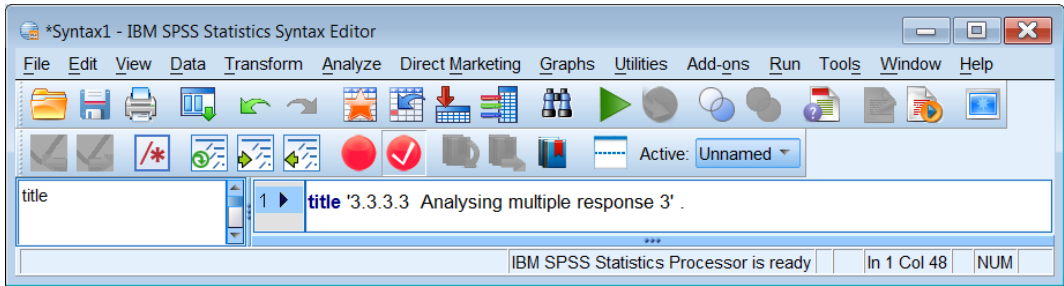 *Syntax1 - IBM SPSS Statistics Syntax Editor
File Edit View Data Transform Analyze Direct Marketing Graphs Utilities Add-ons Run Tools Window Help
/* Active: Unnamed
title
1 title '3.3.3.3 Analysing multiple response 3' .
IBM SPSS Statistics Processor is ready In 1 Col 48 NUM